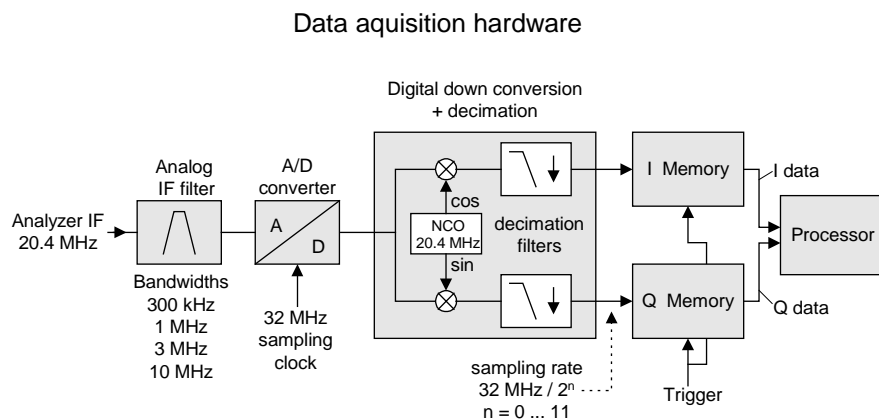 Data aquisition hardware
Digital down conversion
+ decimation
Analog
IF filter
A/D
converter
Analyzer IF
20.4 MHz
A
D
cos
NCO
20.4 MHz
sin
decimation
filters
I Memory
I data
Processor
Q Memory
Q data
Bandwidths
300 kHz
1 MHz
3 MHz
10 MHz
32 MHz
sampling
clock
sampling rate
32 MHz / 2ⁿ
n = 0 ... 11
Trigger